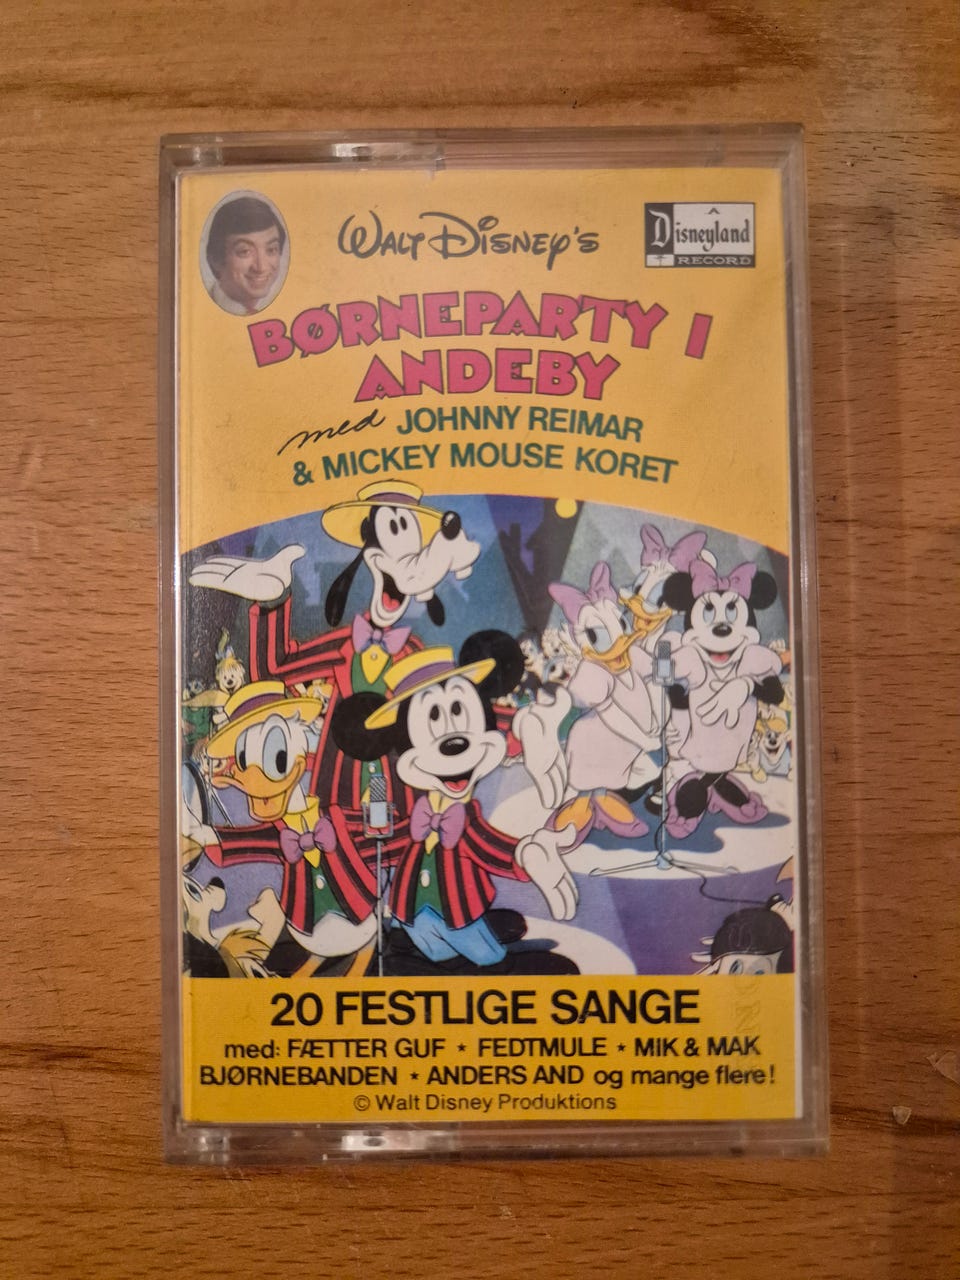 WALT DISNEY'S
A
Disneyland
RECORD
BØRNEPARTY I
ANDEBY
med JOHNNY REIMAR
& MICKEY MOUSE KORET
20 FESTLIGE SANGE
med: FÆTTER GUF ★ FEDTMULE ★ MIK & MAK
BJØRNEBANDEN ★ ANDERS AND og mange flere!
© Walt Disney Produktions